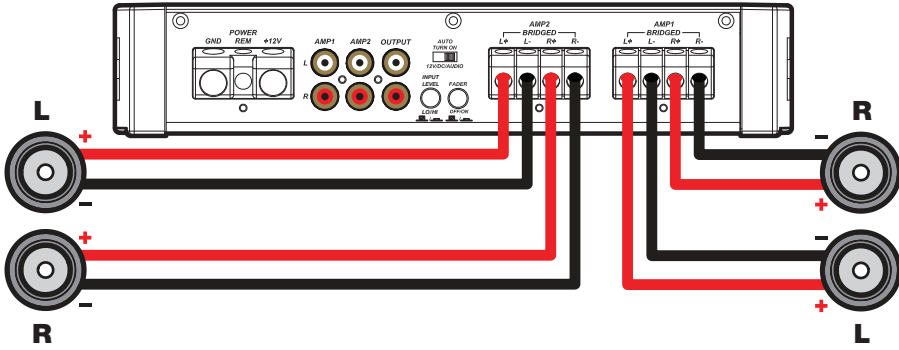 POWER
GND REM +12V
AMP1 AMP2 OUTPUT
L
R
AUTO
TURN ON
12V/DC/AUDIO
INPUT
LEVEL
LO/HI
FADER
OFF/ON
AMP2
BRIDGED
L+ L- R+ R-
AMP1
BRIDGED
L+ L- R+ R-
L
+
−
+
−
R
R
−
+
−
+
L